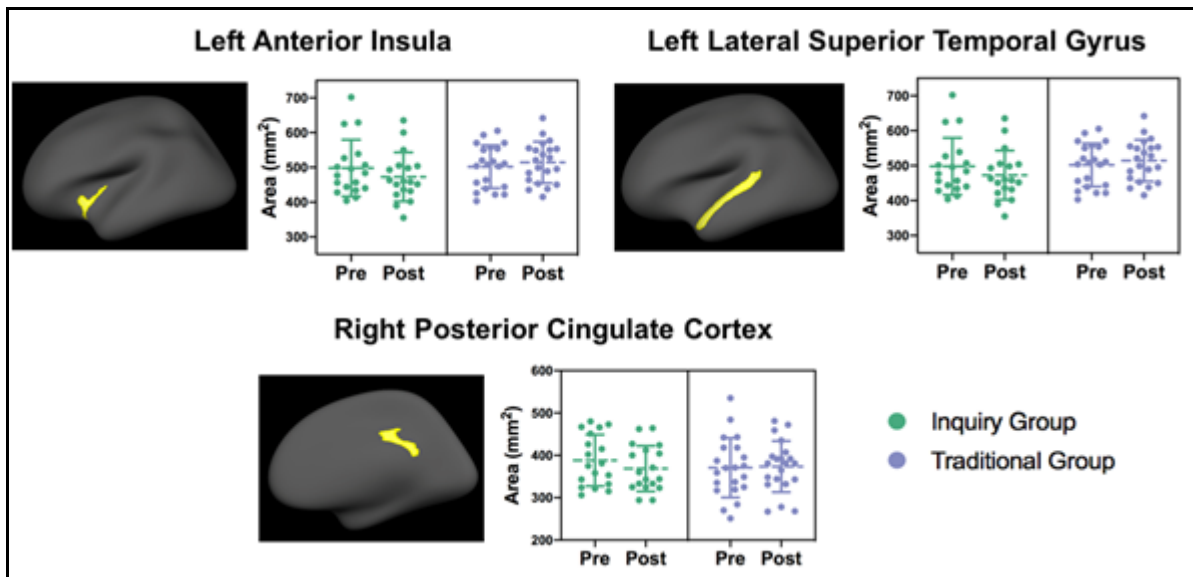 Left Anterior Insula
Area (mm²)
700
600
500
400
300
Pre Post Pre Post
Left Lateral Superior Temporal Gyrus
Area (mm²)
700
600
500
400
300
Pre Post Pre Post
Right Posterior Cingulate Cortex
Area (mm²)
600
500
400
300
200
Pre Post Pre Post
Inquiry Group
Traditional Group